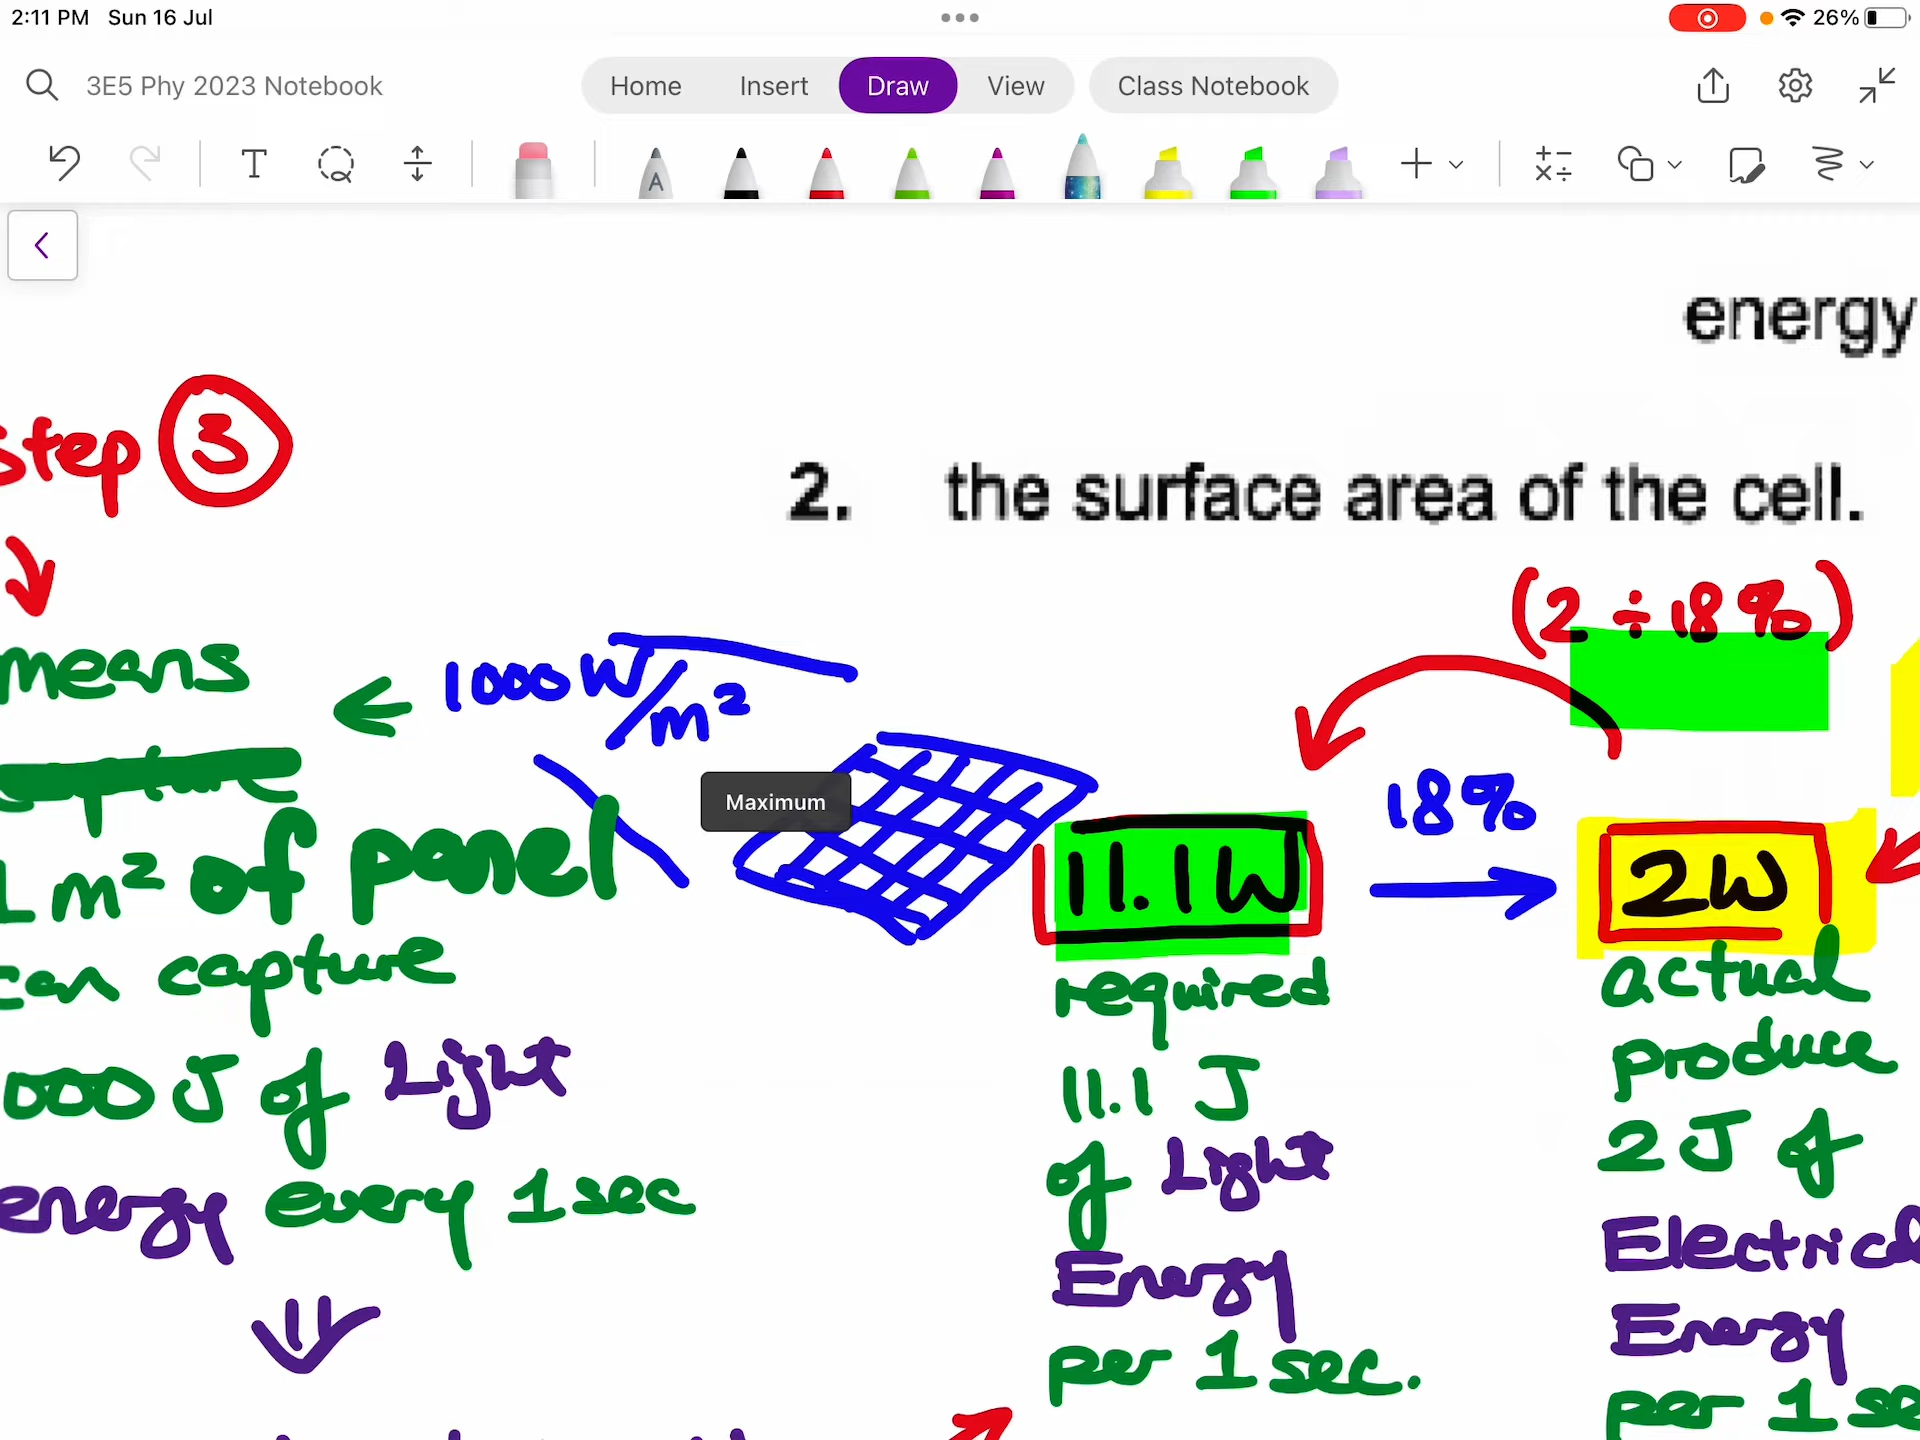 2:11 PM Sun 16 Jul
26%
3E5 Phy 2023 Notebook
Home
Insert
Draw
View
Class Notebook
T
A
energy
step 3
2. the surface area of the cell.
(2 ÷ 18%)
means
1000 W/m²
capture
Maximum
18%
1 m² of panel
11.1W
2W
can capture
required
actual
produce
000 J of Light
11.1 J
2 J of
energy every 1 sec
of Light
Electrical
Energy
Energy
per 1 sec.
per 1 se